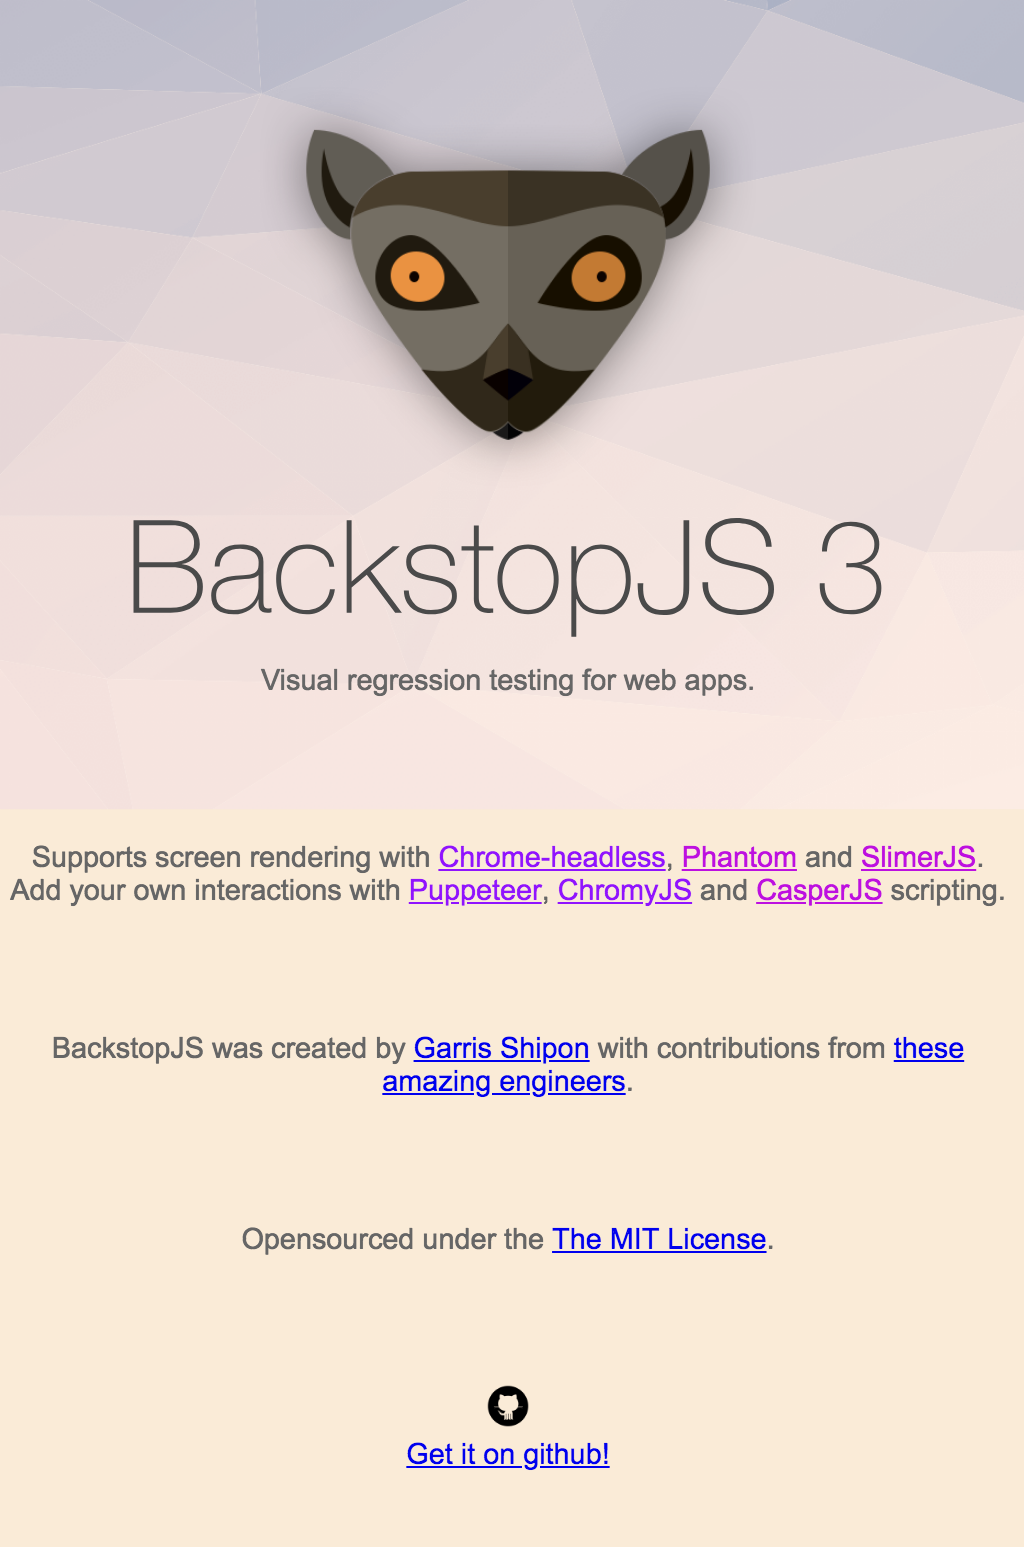 BackstopJS 3
Visual regression testing for web apps.
Supports screen rendering with Chrome-headless, Phantom and SlimerJS.
Add your own interactions with Puppeteer, ChromyJS and CasperJS scripting.
BackstopJS was created by Garris Shipon with contributions from these
amazing engineers.
Opensourced under the The MIT License.
Get it on github!